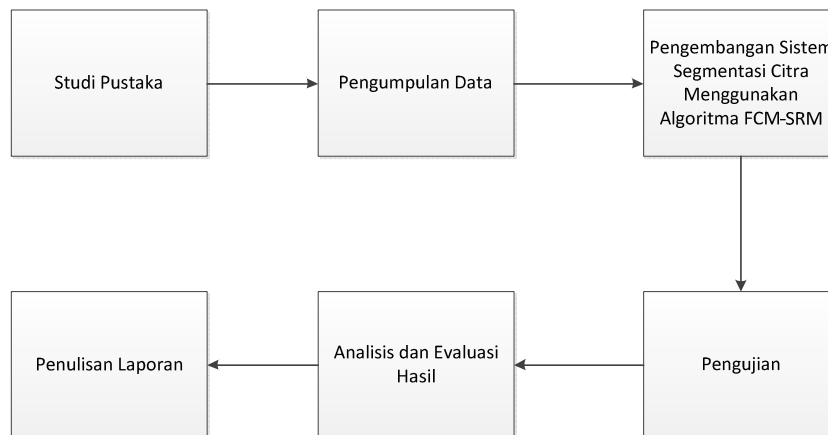 Studi Pustaka
Pengumpulan Data
Pengembangan Sistem
Segmentasi Citra
Menggunakan
Algoritma FCM-SRM
Pengujian
Analisis dan Evaluasi
Hasil
Penulisan Laporan